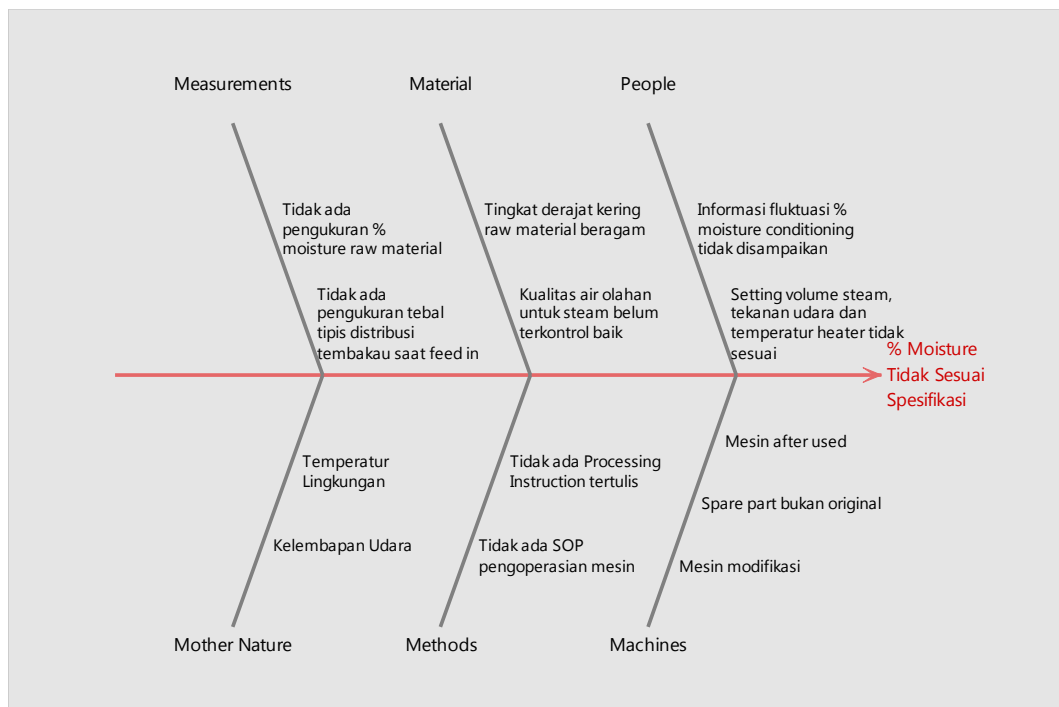 Measurements
Material
People
Tidak ada
pengukuran %
moisture raw material
Tingkat derajat kering
raw material beragam
Informasi fluktuasi %
moisture conditioning
tidak disampaikan
Tidak ada
pengukuran tebal
tipis distribusi
tembakau saat feed in
Kualitas air olahan
untuk steam belum
terkontrol baik
Setting volume steam,
tekanan udara dan
temperatur heater tidak
sesuai
% Moisture
Tidak Sesuai
Spesifikasi
Temperatur
Lingkungan
Kelembapan Udara
Tidak ada Processing
Instruction tertulis
Tidak ada SOP
pengoperasian mesin
Mesin after used
Spare part bukan original
Mesin modifikasi
Mother Nature
Methods
Machines